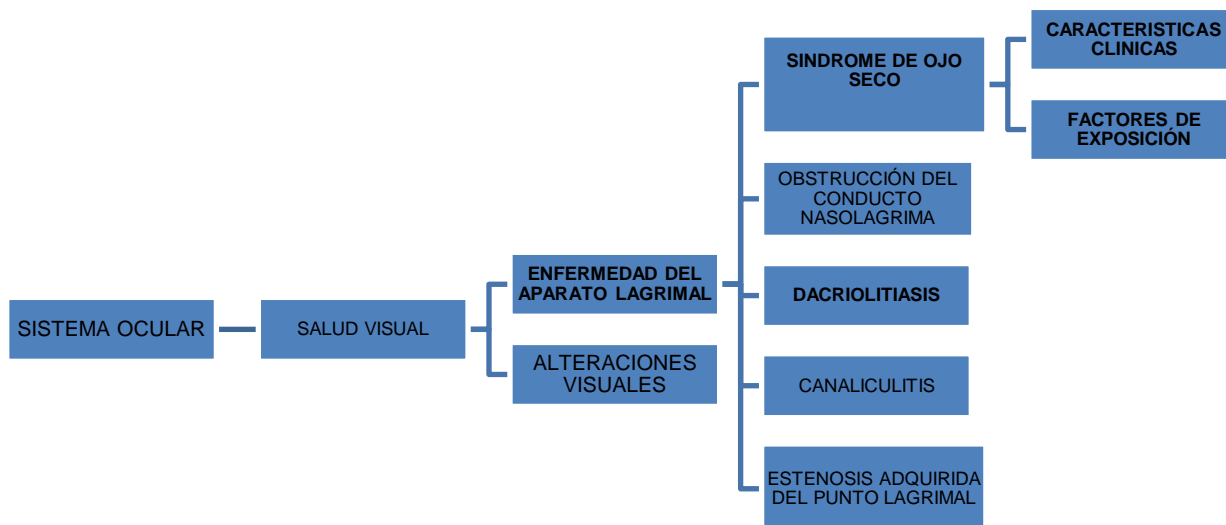 SISTEMA OCULAR
SALUD VISUAL
ENFERMEDAD DEL
APARATO LAGRIMAL
ALTERACIONES
VISUALES
SINDROME DE OJO
SECO
OBSTRUCCIÓN DEL
CONDUCTO
NASOLAGRIMA
DACRIOLITIASIS
CANALICULITIS
ESTENOSIS ADQUIRIDA
DEL PUNTO LAGRIMAL
CARACTERISTICAS
CLINICAS
FACTORES DE
EXPOSICIÓN